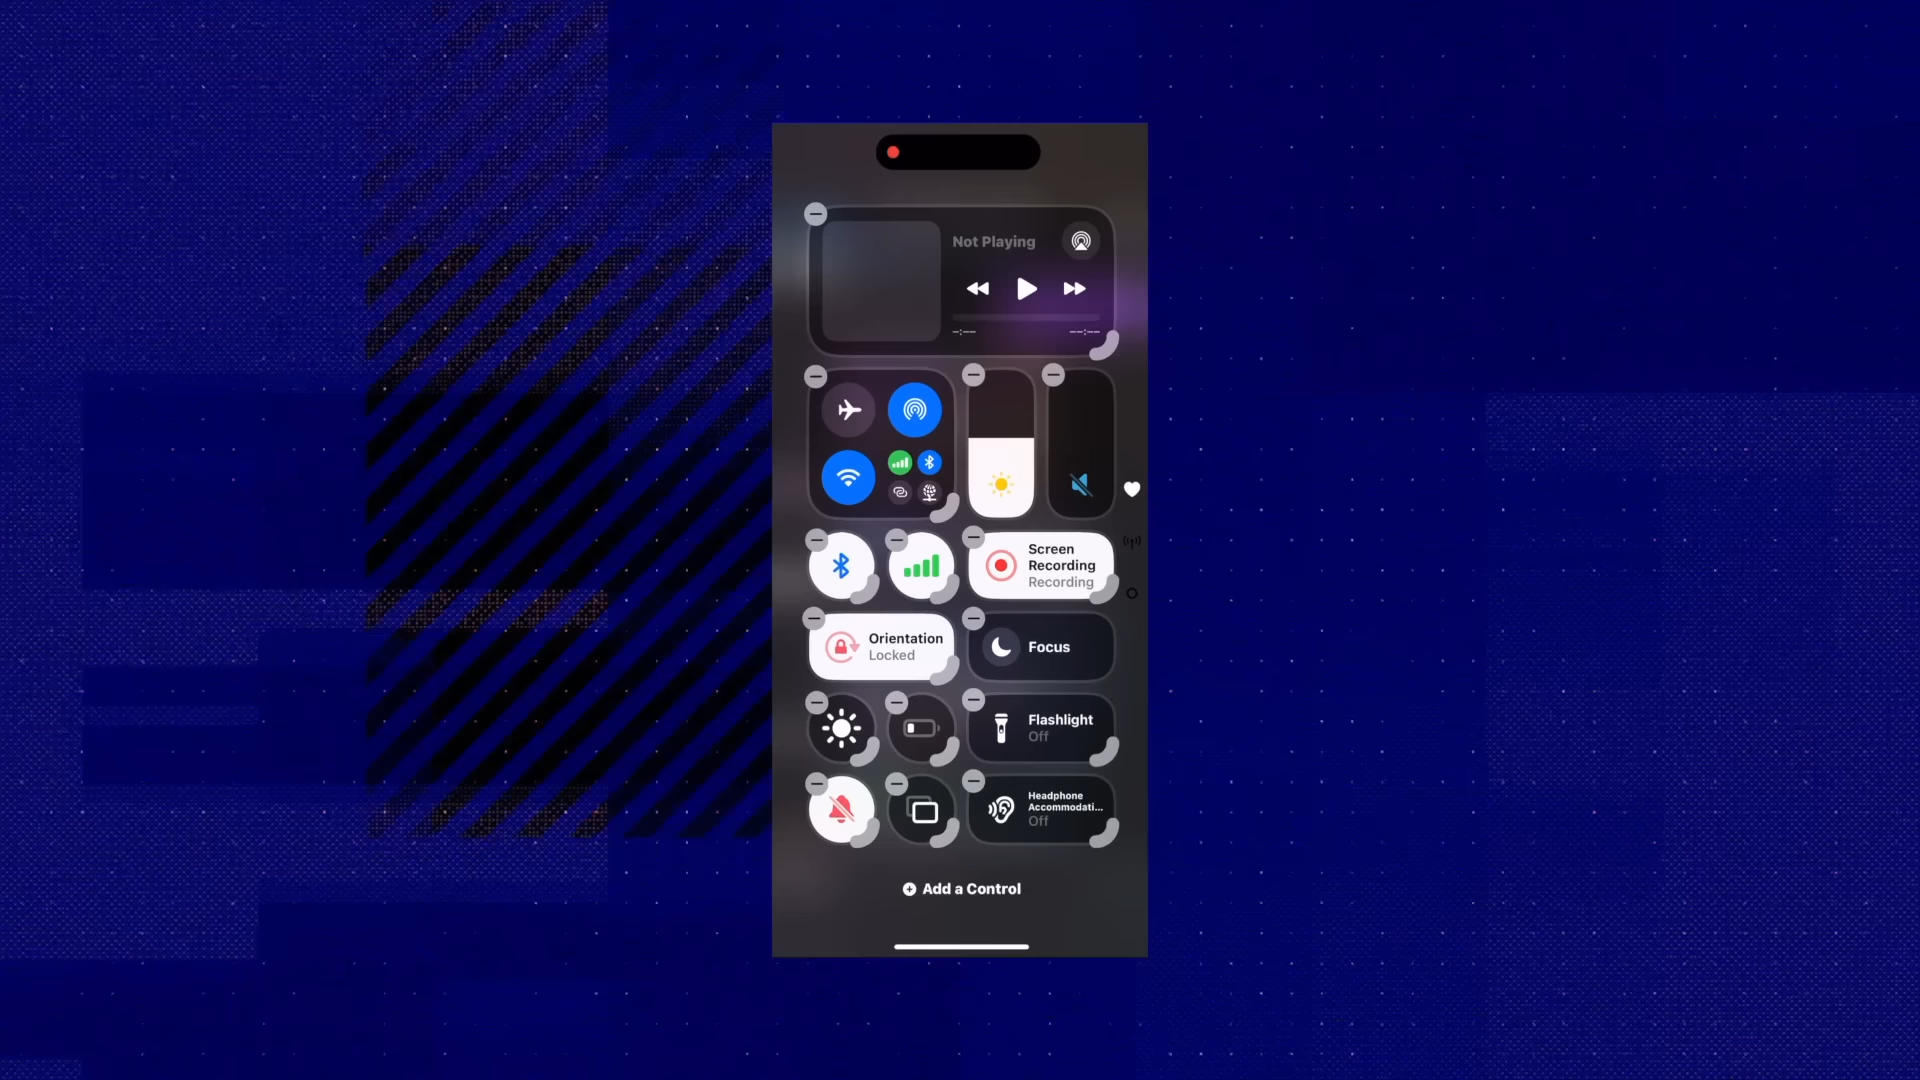 Not Playing
-:-- --:--
Screen
Recording
Recording
Orientation
Locked
Focus
Flashlight
Off
Headphone
Accommodati...
Off
Add a Control